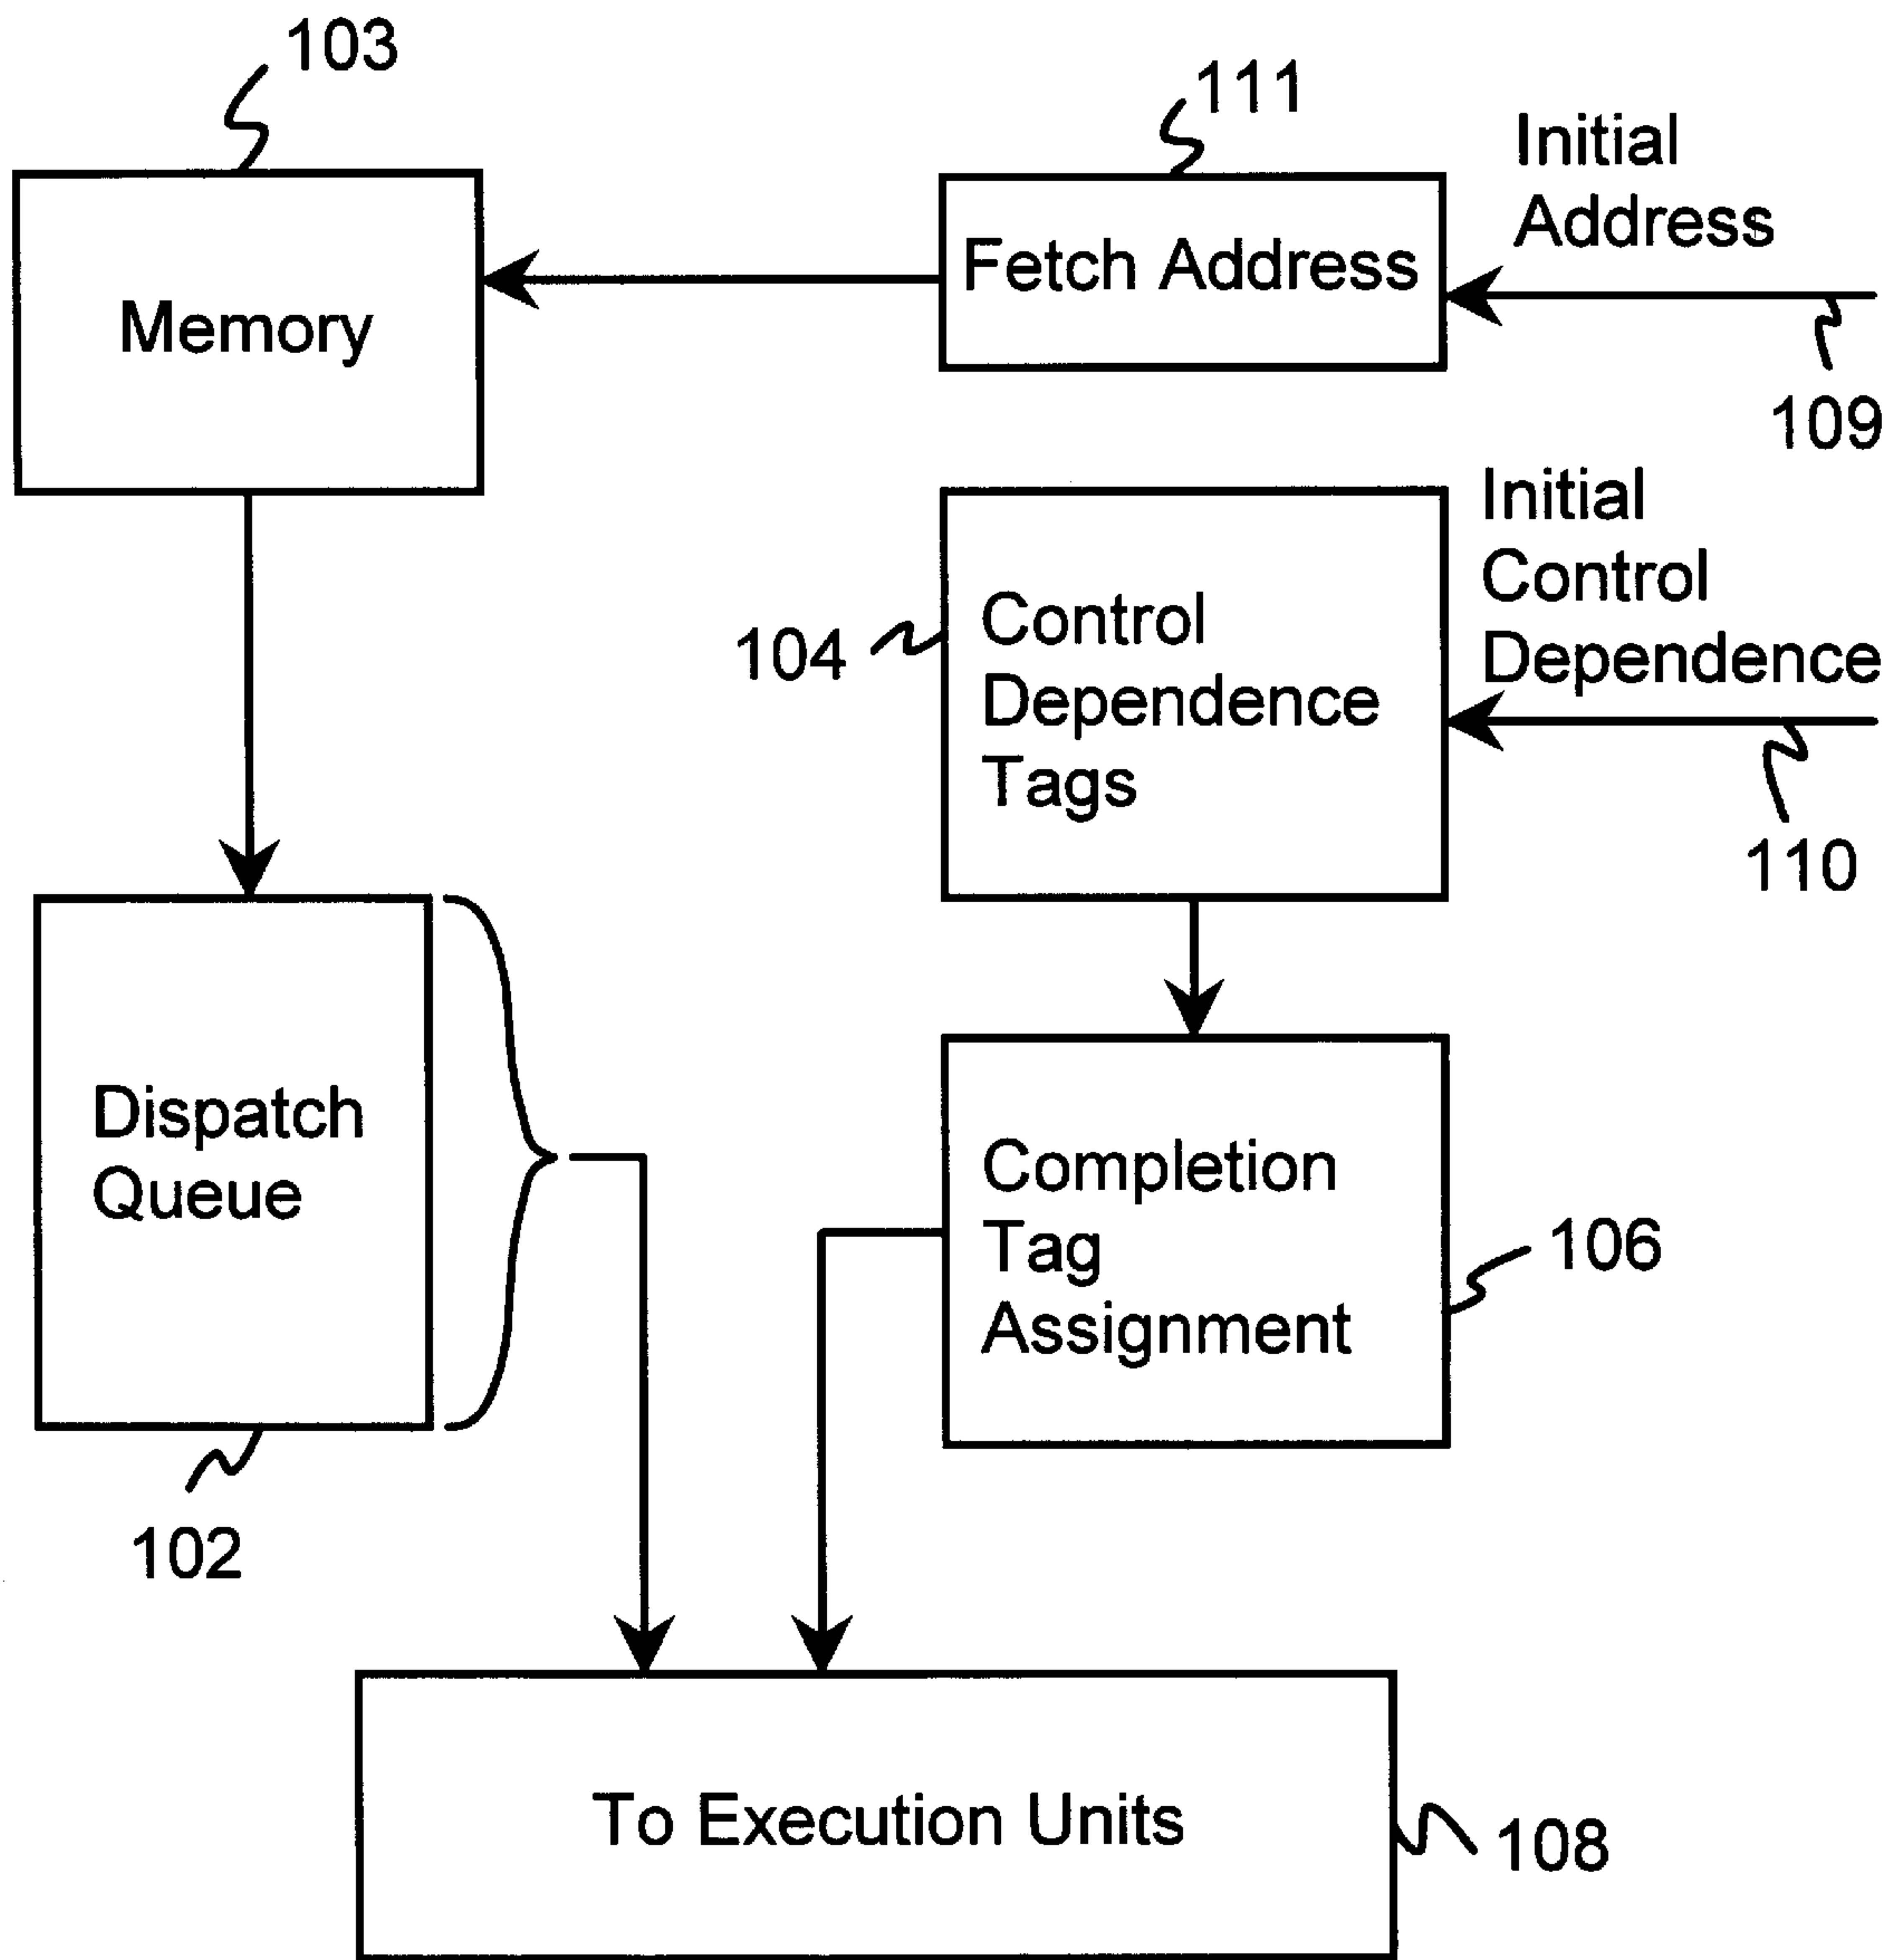 103
111
Initial
Address
Fetch Address
Memory
109
Initial
Control
Dependence
104
Control
Dependence
Tags
110
Dispatch
Queue
Completion
Tag
Assignment
106
102
To Execution Units
108